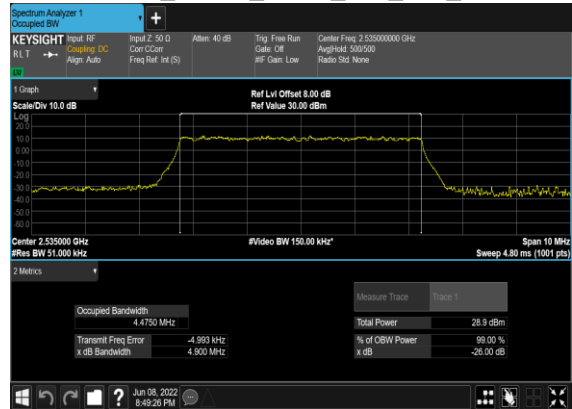 Spectrum Analyzer 1
Occupied BW
+
KEYSIGHT Input: RF Input Z: 50 Ω Atten: 40 dB Trig: Free Run Center Freq: 2.535000000 GHz
RLT Coupling: DC Corr CCorr Gate: Off Avg|Hold: 500/500
Align: Auto Freq Ref: Int (S) #IF Gain: Low Radio Std: None
LW
1 Graph
Ref Lvl Offset 8.00 dB
Scale/Div 10.0 dB Ref Value 30.00 dBm
Log
20.0
10.0
0.00
-10.0
-20.0
-30.0
-40.0
-50.0
-60.0
Center 2.535000 GHz #Video BW 150.00 kHz* Span 10 MHz
#Res BW 51.000 kHz Sweep 4.80 ms (1001 pts)
2 Metrics
Measure Trace Trace 1
Occupied Bandwidth
4.4750 MHz Total Power 28.9 dBm
Transmit Freq Error -4.993 kHz % of OBW Power 99.00 %
x dB Bandwidth 4.900 MHz x dB -26.00 dB
? Jun 08, 2022
8:49:26 PM